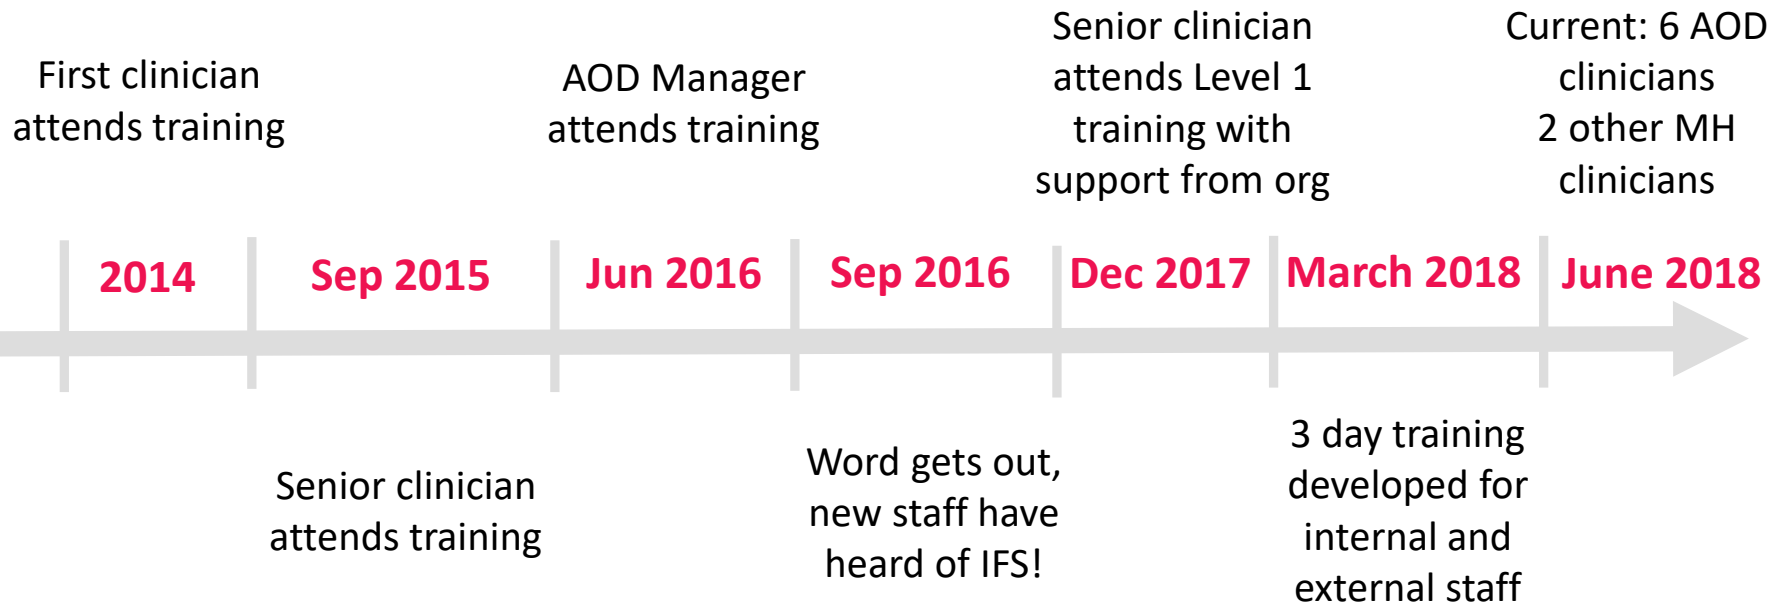 First clinician
attends training
AOD Manager
attends training
Senior clinician
attends Level 1
training with
support from org
Current: 6 AOD
clinicians
2 other MH
clinicians
2014
Sep 2015
Jun 2016
Sep 2016
Dec 2017
March 2018
June 2018
Senior clinician
attends training
Word gets out,
new staff have
heard of IFS!
3 day training
developed for
internal and
external staff